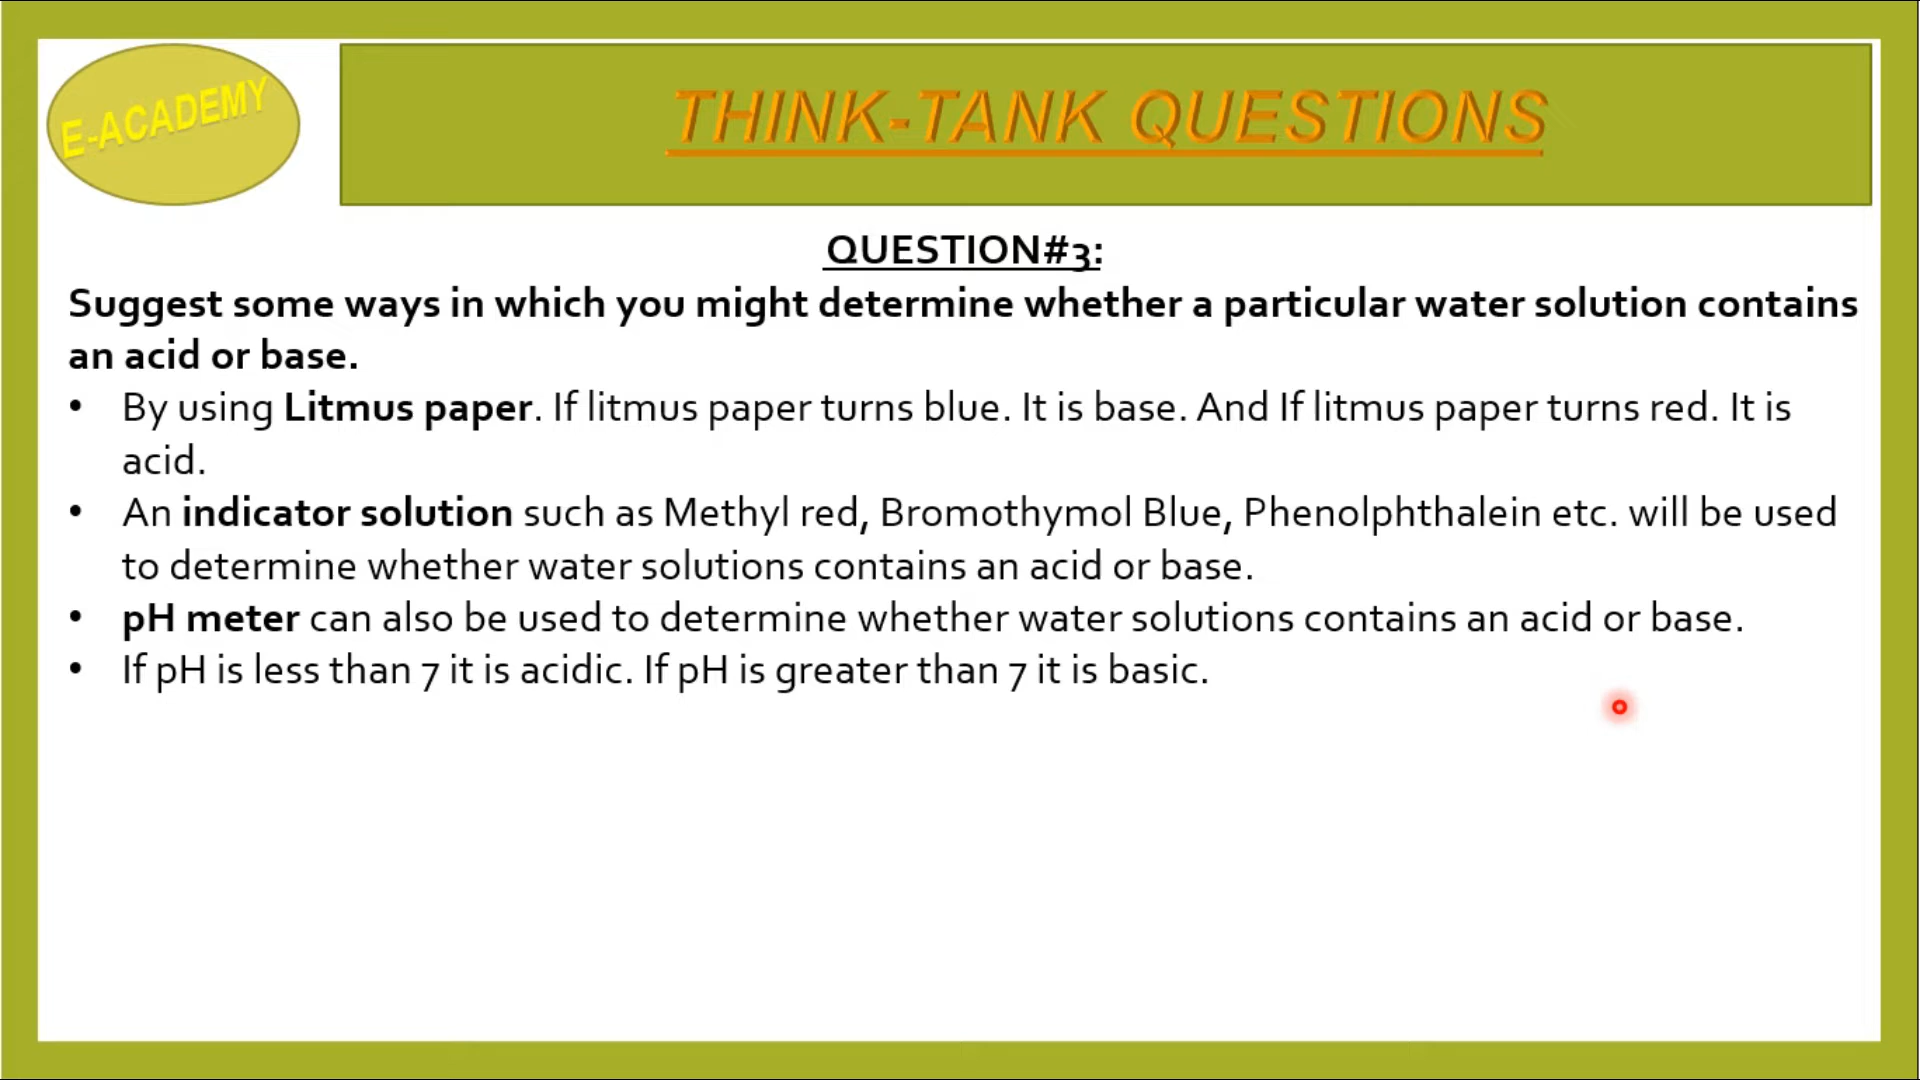 E-ACADEMY
THINK-TANK QUESTIONS
QUESTION#3:
Suggest some ways in which you might determine whether a particular water solution contains
an acid or base.
• By using Litmus paper. If litmus paper turns blue. It is base. And If litmus paper turns red. It is
acid.
• An indicator solution such as Methyl red, Bromothymol Blue, Phenolphthalein etc. will be used
to determine whether water solutions contains an acid or base.
• pH meter can also be used to determine whether water solutions contains an acid or base.
• If pH is less than 7 it is acidic. If pH is greater than 7 it is basic.